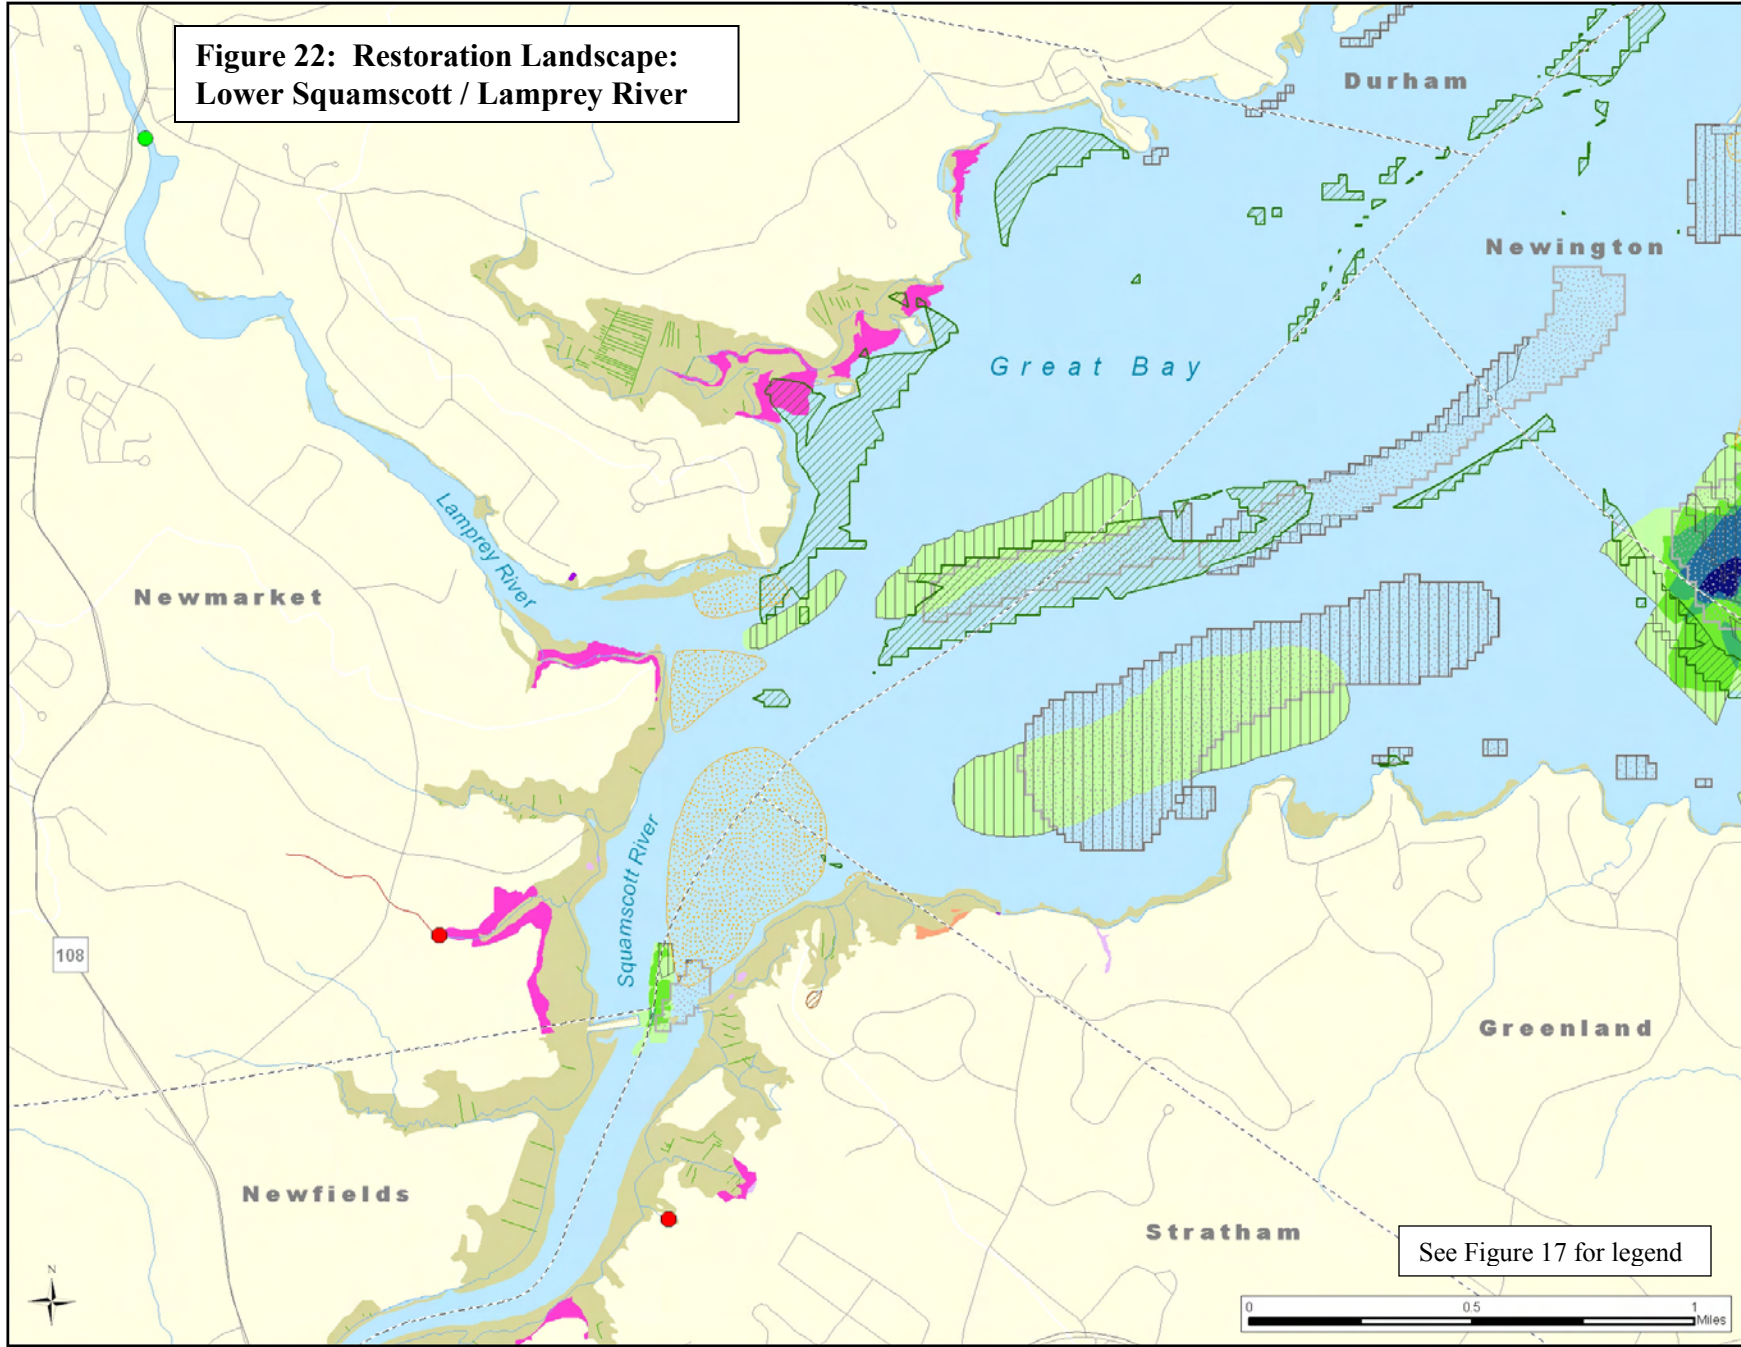 Figure 22: Restoration Landscape:
Lower Squamscott / Lamprey River
Durham
Newington
Great Bay
Lamprey River
Newmarket
Squamscott River
108
Greenland
Newfields
Stratham
See Figure 17 for legend
N
0 0.5 1
Miles